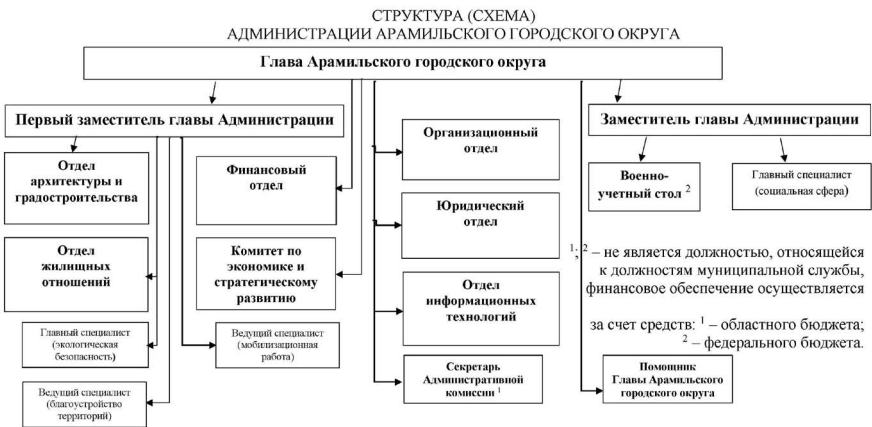 СТРУКТУРА (СХЕМА)
АДМИНИСТРАЦИИ АРАМИЛЬСКОГО ГОРОДСКОГО ОКРУГА
Глава Арамильского городского округа
Первый заместитель главы Администрации
Отдел
архитектуры и
градостроительства
Финансовый
отдел
Отдел
жилищных
отношений
Комитет по
экономике и
стратегическому
развитию
Главный специалист
(экологическая
безопасность)
Ведущий специалист
(мобилизационная
работа)
Ведущий специалист
(благоустройство
территорий)
Организационный
отдел
Юридический
отдел
Отдел
информационных
технологий
Секретарь
Административной
комиссии ¹
Заместитель главы Администрации
Военно-
учетный стол ²
Главный специалист
(социальная сфера)
¹; ² – не является должностью, относящейся
к должностям муниципальной службы,
финансовое обеспечение осуществляется
за счет средств: ¹ – областного бюджета;
² – федерального бюджета.
Помощник
Главы Арамильского
городского округа